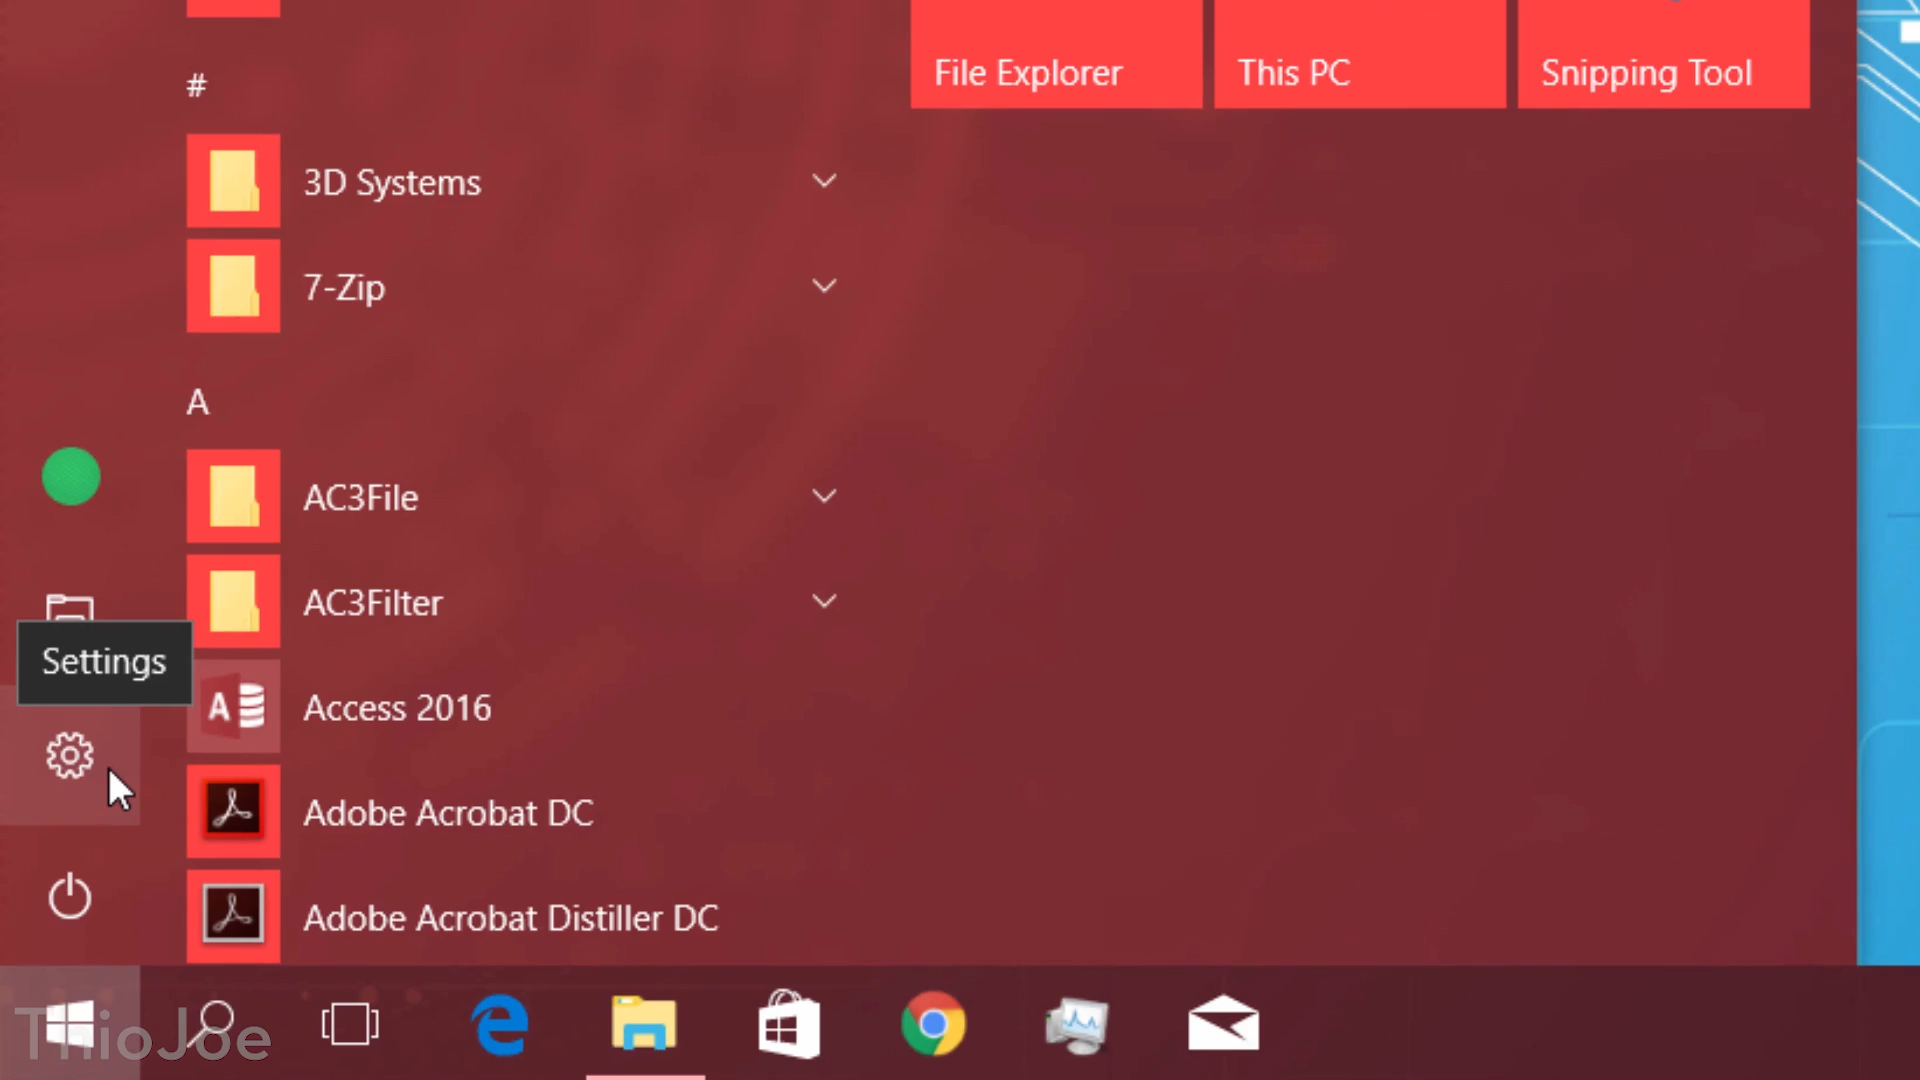 File Explorer
This PC
Snipping Tool
#
3D Systems
7-Zip
A
AC3File
AC3Filter
Settings
Access 2016
Adobe Acrobat DC
Adobe Acrobat Distiller DC
ThioJoe